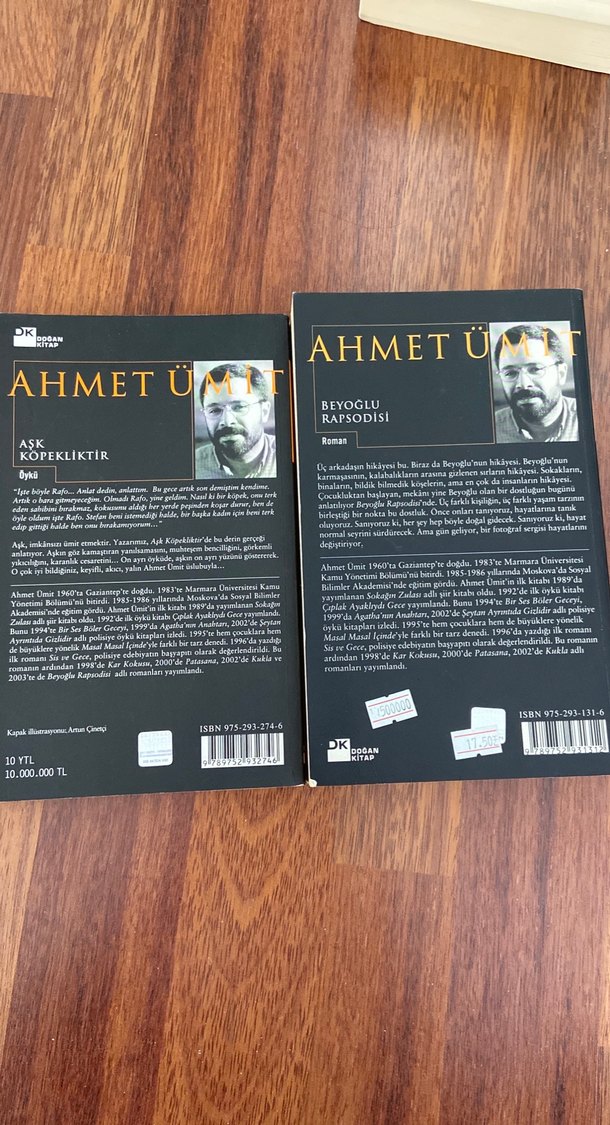 DK
DOĞAN
KİTAP
AHMET ÜMİT
AŞK
KÖPEKLİKTİR
Öykü
"İşte böyle Rafo... Anlat dedin, anlattım. Bu gece artık son demiştim kendime.
Artık o bara gitmeyeceğim. Olmadı Rafo, yine geldim. Nasıl ki bir köpek, onu terk
eden sahibini bırakmaz, kokusunu aldığı her yerde peşinden koşar durur, ben de
öyle oldum işte Rafo. Stefan beni istemediği halde, bir başka kadın için beni terk
edip gittiği halde ben onu bırakamıyorum..."
Aşk, imkânsızı ümit etmektir. Yazarımız, Aşk Köpekliktir'de bu derin gerçeği
anlatıyor. Aşkın göz kamaştıran yanılsamasını, muhteşem bencilliğini, görkemli
yıkıcılığını, karanlık cesaretini... On ayrı öyküde, aşkın on ayrı yüzünü göstererek.
O çok iyi bildiğiniz, keyifli, akıcı, yalın Ahmet Ümit üslubuyla...
Ahmet Ümit 1960'ta Gaziantep'te doğdu. 1983'te Marmara Üniversitesi Kamu
Yönetimi Bölümü'nü bitirdi. 1985-1986 yıllarında Moskova'da Sosyal Bilimler
Akademisi'nde eğitim gördü. Ahmet Ümit'in ilk kitabı 1989'da yayımlanan Sokağın
Zulası adlı şiir kitabı oldu. 1992'de ilk öykü kitabı Çıplak Ayaklıydı Gece yayımlandı.
Bunu 1994'te Bir Ses Böler Geceyi, 1999'da Agatha'nın Anahtarı, 2002'de Şeytan
Ayrıntıda Gizlidir adlı polisiye öykü kitapları izledi. 1995'te hem çocuklara hem
de büyüklere yönelik Masal Masal İçinde'yle farklı bir tarz denedi. 1996'da yazdığı
ilk romanı Sis ve Gece, polisiye edebiyatın başyapıtı olarak değerlendirildi. Bu
romanın ardından 1998'de Kar Kokusu, 2000'de Patasana, 2002'de Kukla ve
2003'te de Beyoğlu Rapsodisi adlı romanları yayımlandı.
Kapak illüstrasyonu; Artun Çinetçi
10 YTL
10.000.000 TL
ISBN 975-293-274-6
9 789752 932746
AHMET ÜMİT
BEYOĞLU
RAPSODİSİ
Roman
Üç arkadaşın hikâyesi bu. Biraz da Beyoğlu'nun hikâyesi. Beyoğlu'nun
karmaşasının, kalabalıkların arasına gizlenen sırların hikâyesi. Sokakların,
binaların, bildik bilmedik köşelerin, ama en çok da insanların hikâyesi.
Çocukluktan başlayan, mekânı yine Beyoğlu olan bir dostluğun bugünü
anlatılıyor Beyoğlu Rapsodisi'nde. Üç farklı kişiliğin, üç farklı yaşam tarzının
birleştiği bir nokta bu dostluk. Önce onları tanıyoruz, hayatlarına tanık
oluyoruz. Sanıyoruz ki, her şey hep böyle doğal gidecek. Sanıyoruz ki, hayat
normal seyrini sürdürecek. Ama gün geliyor, bir fotoğraf sergisi hayatlarını
değiştiriyor.
Ahmet Ümit 1960'ta Gaziantep'te doğdu. 1983'te Marmara Üniversitesi
Kamu Yönetimi Bölümü'nü bitirdi. 1985-1986 yıllarında Moskova'da Sosyal
Bilimler Akademisi'nde eğitim gördü. Ahmet Ümit'in ilk kitabı 1989'da
yayımlanan Sokağın Zulası adlı şiir kitabı oldu. 1992'de ilk öykü kitabı
Çıplak Ayaklıydı Gece yayımlandı. Bunu 1994'te Bir Ses Böler Geceyi,
1999'da Agatha'nın Anahtarı, 2002'de Şeytan Ayrıntıda Gizlidir adlı polisiye
öykü kitapları izledi. 1995'te hem çocuklara hem de büyüklere yönelik
Masal Masal İçinde'yle farklı bir tarz denedi. 1996'da yazdığı ilk romanı
Sis ve Gece, polisiye edebiyatın başyapıtı olarak değerlendirildi. Bu romanın
ardından 1998'de Kar Kokusu, 2000'de Patasana, 2002'de Kukla adlı
romanları yayımlandı.
DK
DOĞAN
KİTAP
ISBN 975-293-131-6